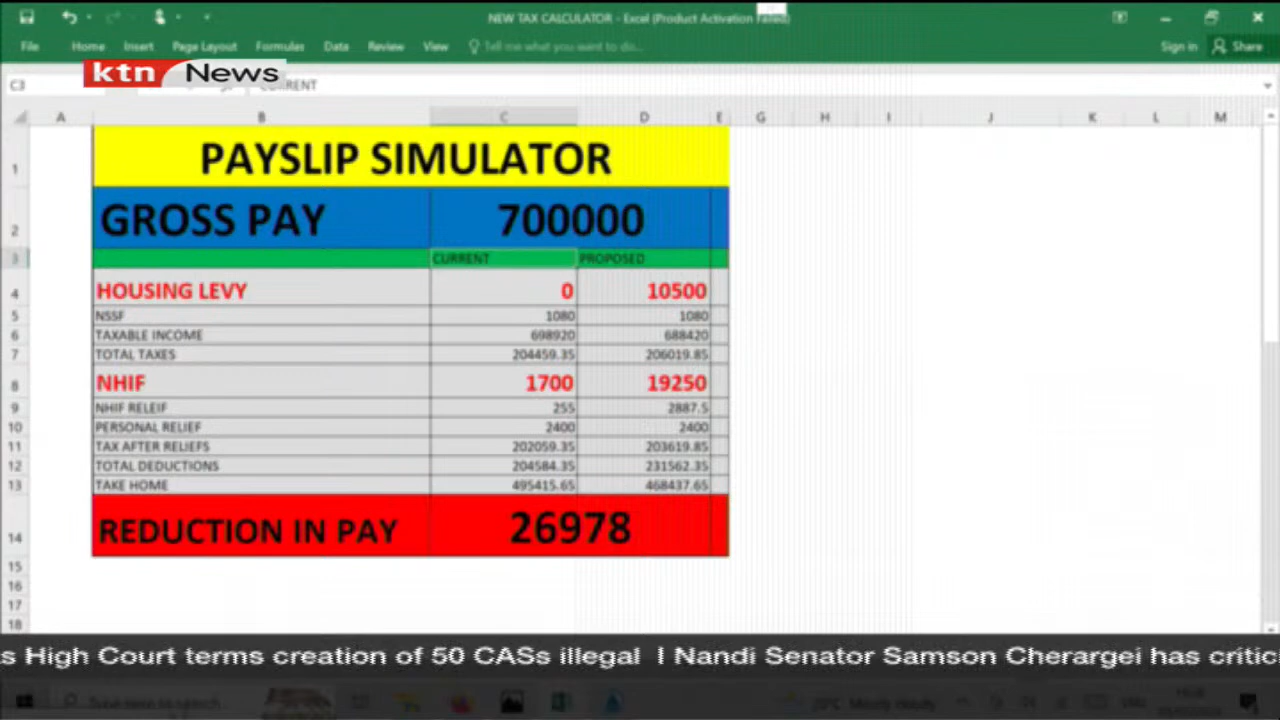 NEW TAX CALCULATOR - Excel (Product Activation Failed)
File Home Insert Page Layout Formulas Data Review View Tell me what you want to do... Sign in Share
ktn News
C3 CURRENT
A B C D E G H I J K L M
1 PAYSLIP SIMULATOR
2 GROSS PAY 700000
3 CURRENT PROPOSED
4 HOUSING LEVY 0 10500
5 NSSF 1080 1080
6 TAXABLE INCOME 698920 688420
7 TOTAL TAXES 204459.35 206019.85
8 NHIF 1700 19250
9 NHIF RELEIF 255 2887.5
10 PERSONAL RELIEF 2400 2400
11 TAX AFTER RELIEFS 202059.35 203619.85
12 TOTAL DEDUCTIONS 204584.35 231562.35
13 TAKE HOME 495415.65 468437.65
14 REDUCTION IN PAY 26978
15
16
17
18
s High Court terms creation of 50 CASs illegal I Nandi Senator Samson Cherargei has critic
Type here to search Mostly cloudy